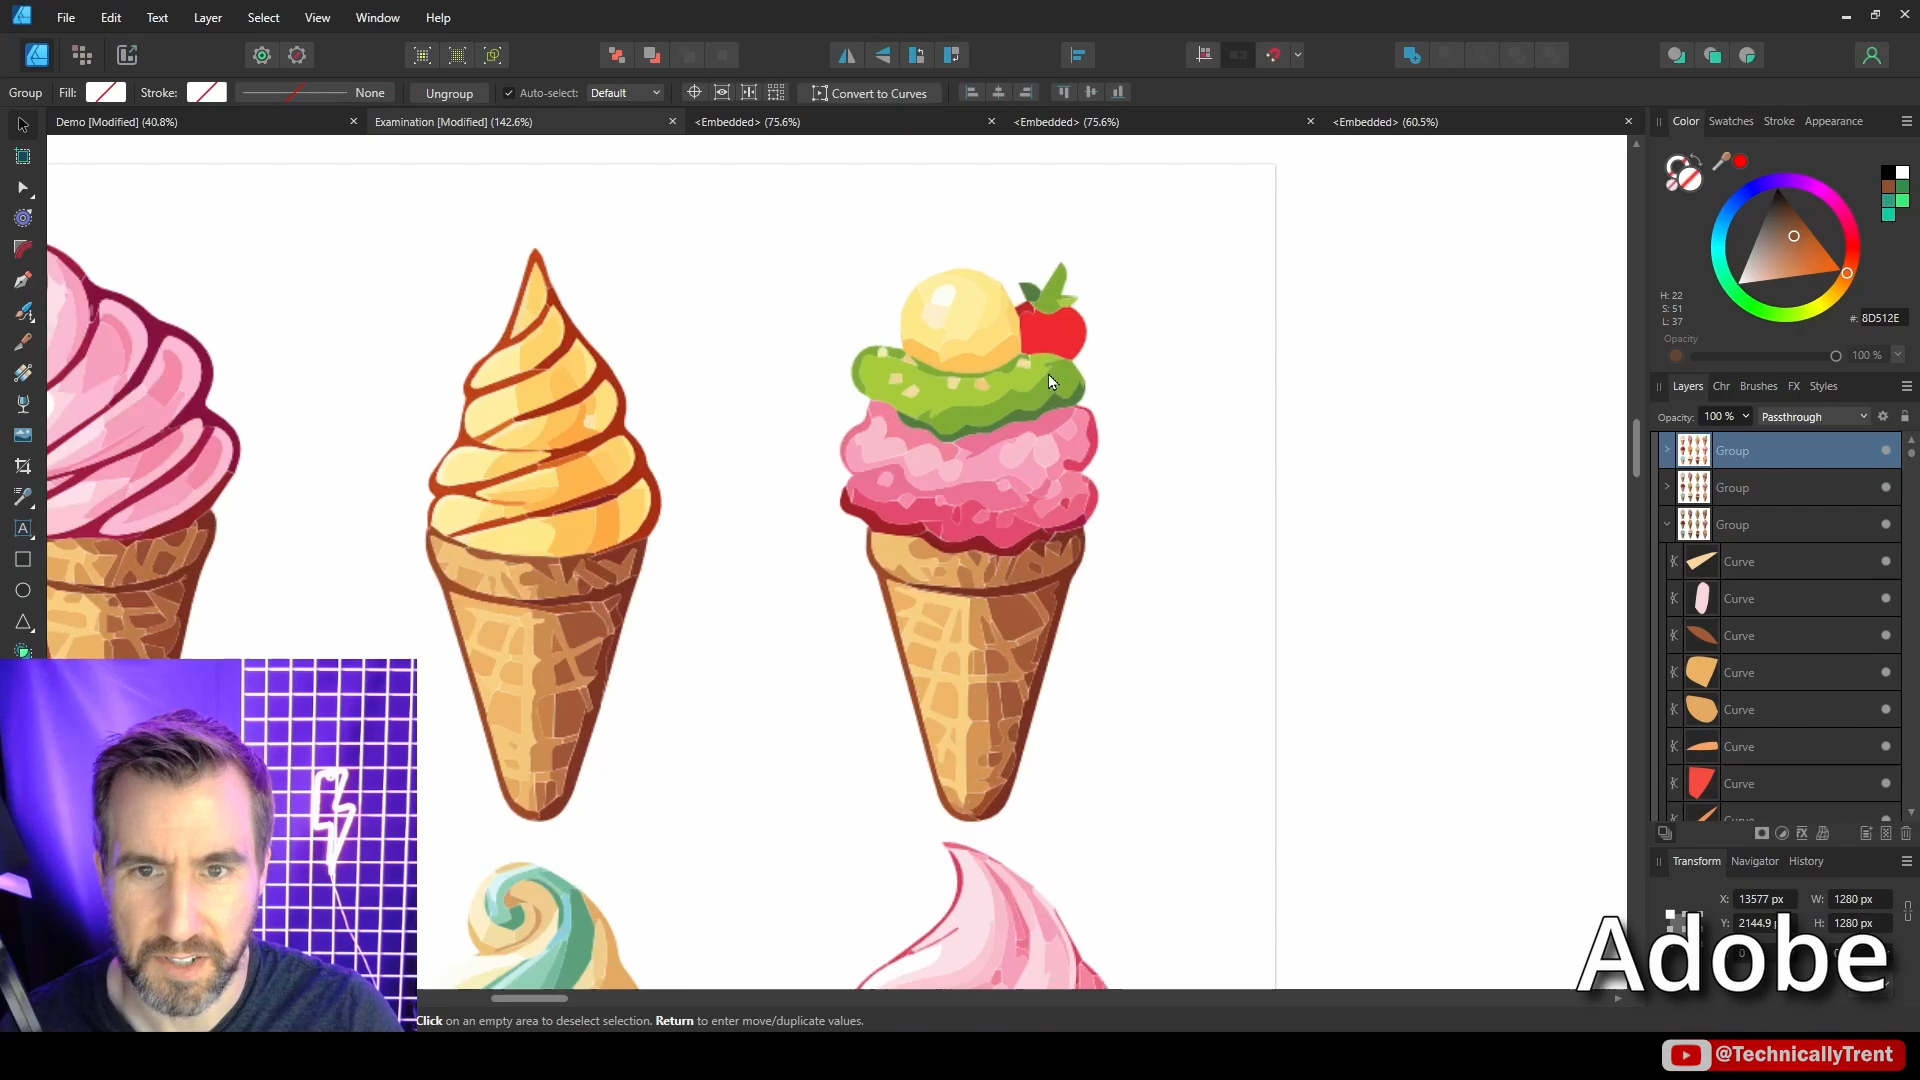 File Edit Text Layer Select View Window Help
Group Fill: Stroke: None Ungroup Auto-select: Default Convert to Curves
Demo [Modified] (40.8%) Examination [Modified] (142.6%) <Embedded> (75.6%) <Embedded> (75.6%) <Embedded> (60.5%)
Color Swatches Stroke Appearance
H: 22
S: 51
L: 37
#: 8D512E
Opacity
100 %
Layers Chr Brushes FX Styles
Opacity: 100 % Passthrough
Group
Group
Group
Curve
Curve
Curve
Curve
Curve
Curve
Curve
Transform Navigator History
X: 13577 px W: 1280 px
Y: 2144.9 H: 1280 px
Adobe
Click on an empty area to deselect selection. Return to enter move/duplicate values.
@TechnicallyTrent